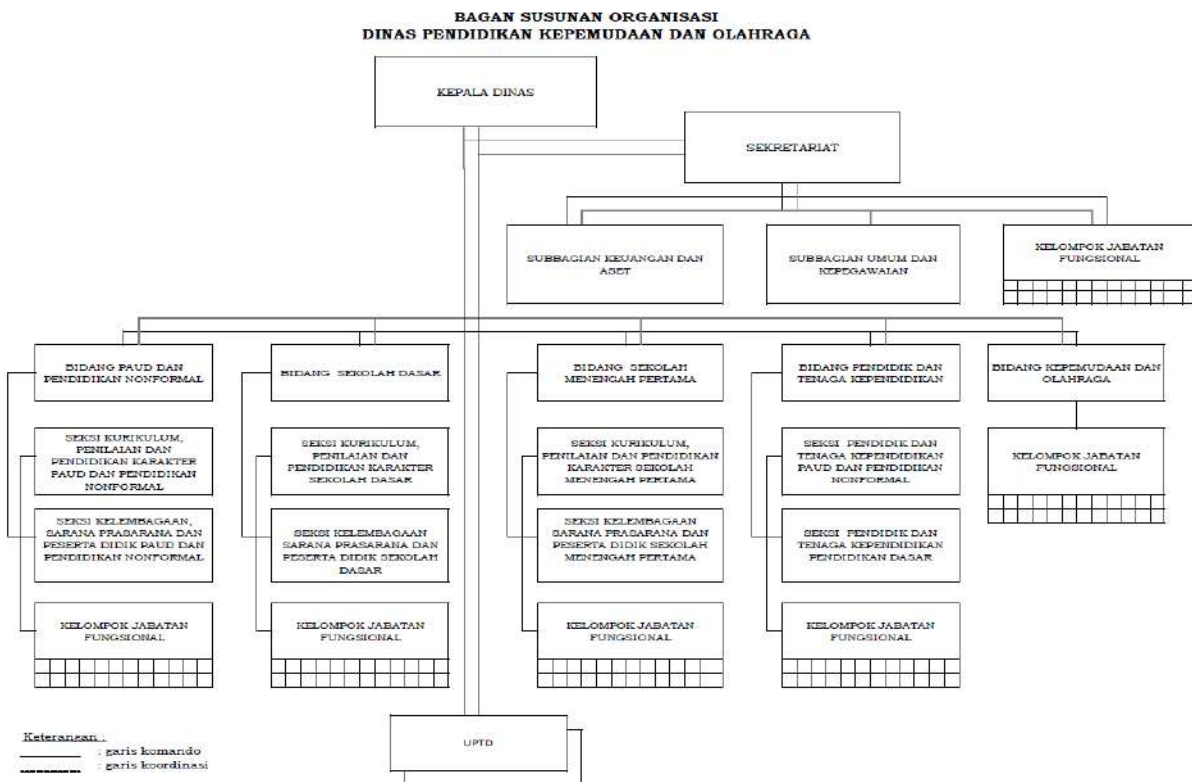 BAGAN SUSUNAN ORGANISASI
DINAS PENDIDIKAN KEPEMUDAAN DAN OLAHRAGA
KEPALA DINAS
SEKRETARIAT
SUBBAGIAN KEUANGAN DAN
ASET
SUBBAGIAN UMUM DAN
KEPEGAWAIAN
KELOMPOK JABATAN
FUNGSIONAL
BIDANG PAUD DAN
PENDIDIKAN NONFORMAL
BIDANG SEKOLAH DASAR
BIDANG SEKOLAH
MENENGAH PERTAMA
BIDANG PENDIDIK DAN
TENAGA KEPENDIDIKAN
BIDANG KEPEMUDAAN DAN
OLAHRAGA
SEKSI KURIKULUM,
PENILAIAN DAN
PENDIDIKAN KARAKTER
PAUD DAN PENDIDIKAN
NONFORMAL
SEKSI KURIKULUM,
PENILAIAN DAN
PENDIDIKAN KARAKTER
SEKOLAH DASAR
SEKSI KURIKULUM,
PENILAIAN DAN PENDIDIKAN
KARAKTER SEKOLAH
MENENGAH PERTAMA
SEKSI PENDIDIK DAN
TENAGA KEPENDIDIKAN
PAUD DAN PENDIDIKAN
NONFORMAL
KELOMPOK JABATAN
FUNGSIONAL
SEKSI KELEMBAGAAN,
SARANA PRASARANA DAN
PESERTA DIDIK PAUD DAN
PENDIDIKAN NONFORMAL
SEKSI KELEMBAGAAN
SARANA PRASARANA DAN
PESERTA DIDIK SEKOLAH
DASAR
SEKSI KELEMBAGAAN
SARANA PRASARANA DAN
PESERTA DIDIK SEKOLAH
MENENGAH PERTAMA
SEKSI PENDIDIK DAN
TENAGA KEPENDIDIKAN
PENDIDIKAN DASAR
KELOMPOK JABATAN
FUNGSIONAL
KELOMPOK JABATAN
FUNGSIONAL
KELOMPOK JABATAN
FUNGSIONAL
KELOMPOK JABATAN
FUNGSIONAL
UPTD
Keterangan :
: garis komando
: garis koordinasi